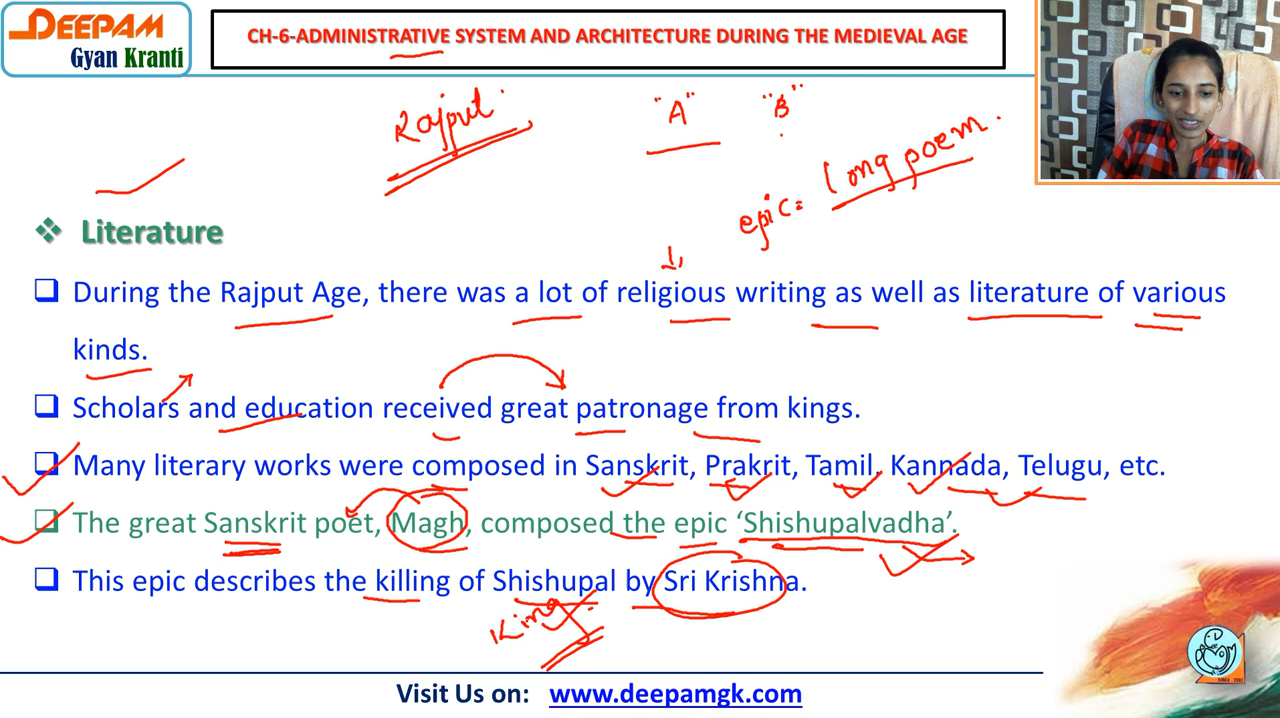 DEEPAM
Gyan Kranti
CH-6-ADMINISTRATIVE SYSTEM AND ARCHITECTURE DURING THE MEDIEVAL AGE
Rajput
"A" "B"
epic = long poem.
❖ Literature
❑ During the Rajput Age, there was a lot of religious writing as well as literature of various
kinds.
❑ Scholars and education received great patronage from kings.
❑ Many literary works were composed in Sanskrit, Prakrit, Tamil, Kannada, Telugu, etc.
❑ The great Sanskrit poet, Magh, composed the epic ‘Shishupalvadha’.
❑ This epic describes the killing of Shishupal by Sri Krishna.
King
SINCE 2002
Visit Us on: www.deepamgk.com